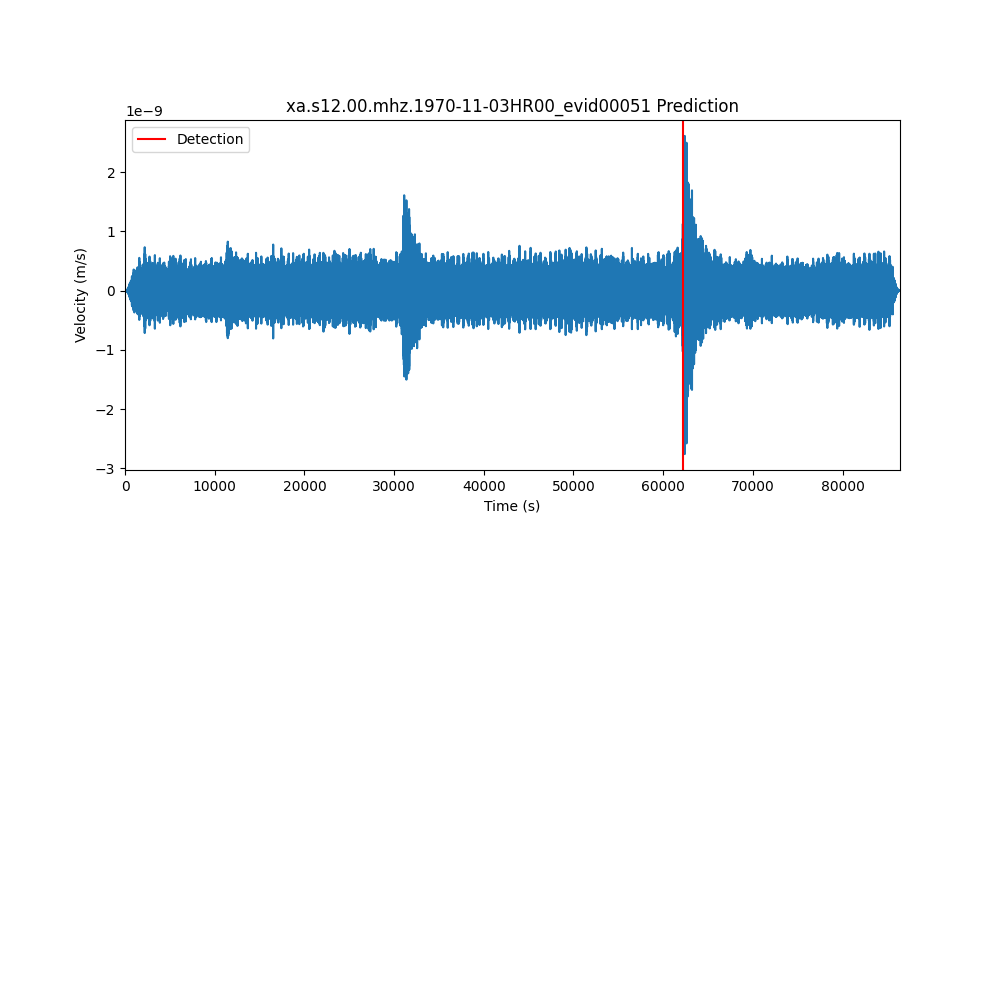 xa.s12.00.mhz.1970-11-03HR00_evid00051 Prediction
1e−9
Detection
2
1
0
−1
−2
−3
Velocity (m/s)
0 10000 20000 30000 40000 50000 60000 70000 80000
Time (s)